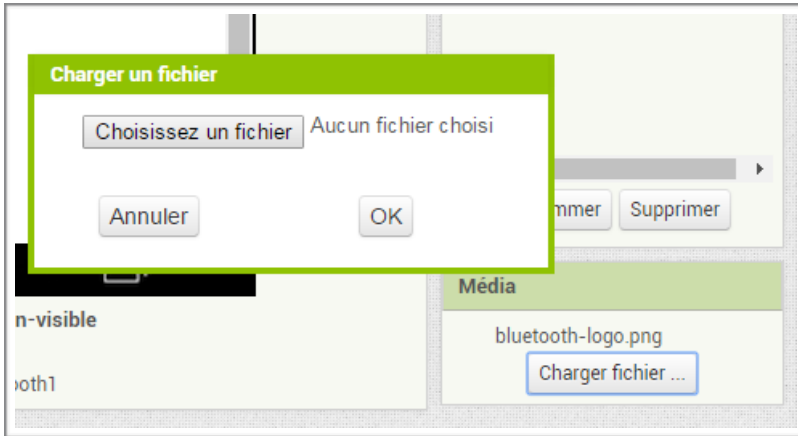 Charger un fichier
Choisissez un fichier Aucun fichier choisi
Annuler OK
mmer Supprimer
Média
n-visible
bluetooth-logo.png
Charger fichier ...
ooth1